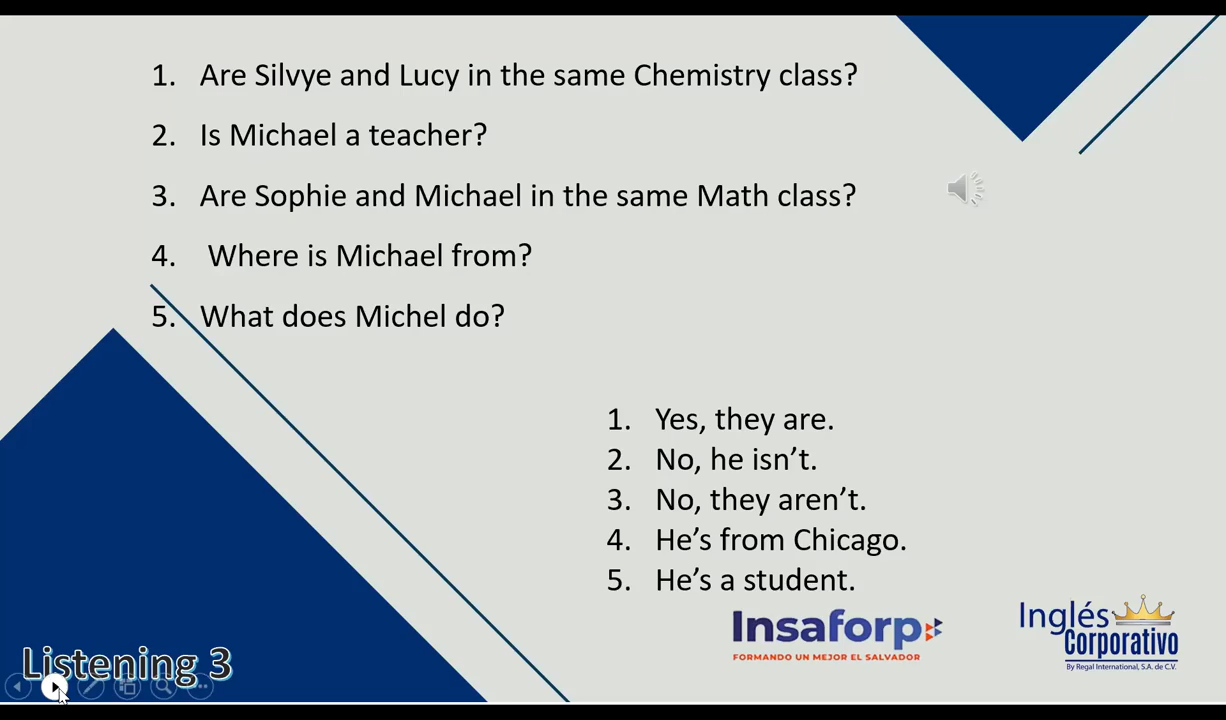 1. Are Silvye and Lucy in the same Chemistry class?
2. Is Michael a teacher?
3. Are Sophie and Michael in the same Math class?
4. Where is Michael from?
5. What does Michel do?
1. Yes, they are.
2. No, he isn't.
3. No, they aren't.
4. He's from Chicago.
5. He's a student.
Insaforp
FORMANDO UN MEJOR EL SALVADOR
Inglés
Corporativo
By Regal International, S.A. de C.V.
Listening 3